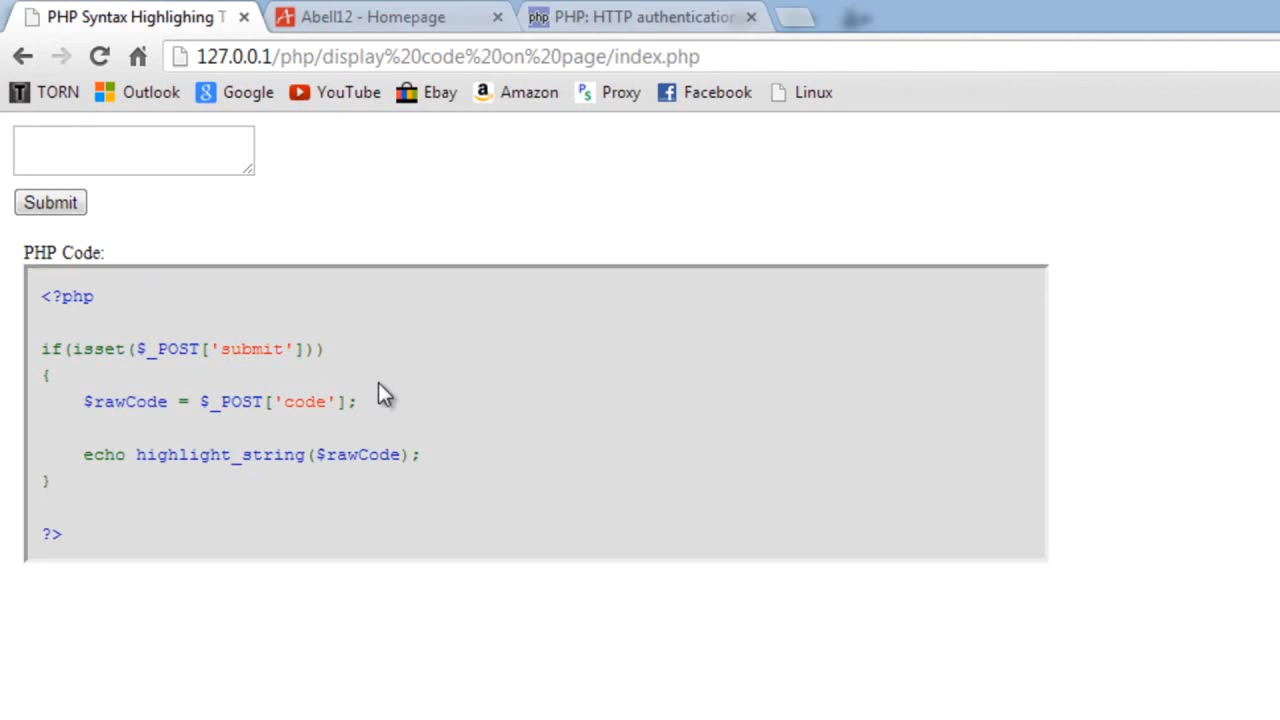 PHP Syntax Highlighing T
Abell12 - Homepage
php PHP: HTTP authentication
127.0.0.1/php/display%20code%20on%20page/index.php
TORN Outlook Google YouTube Ebay Amazon Proxy Facebook Linux
Submit
PHP Code:
<?php
if(isset($_POST['submit']))
{
$rawCode = $_POST['code'];
echo highlight_string($rawCode);
}
?>